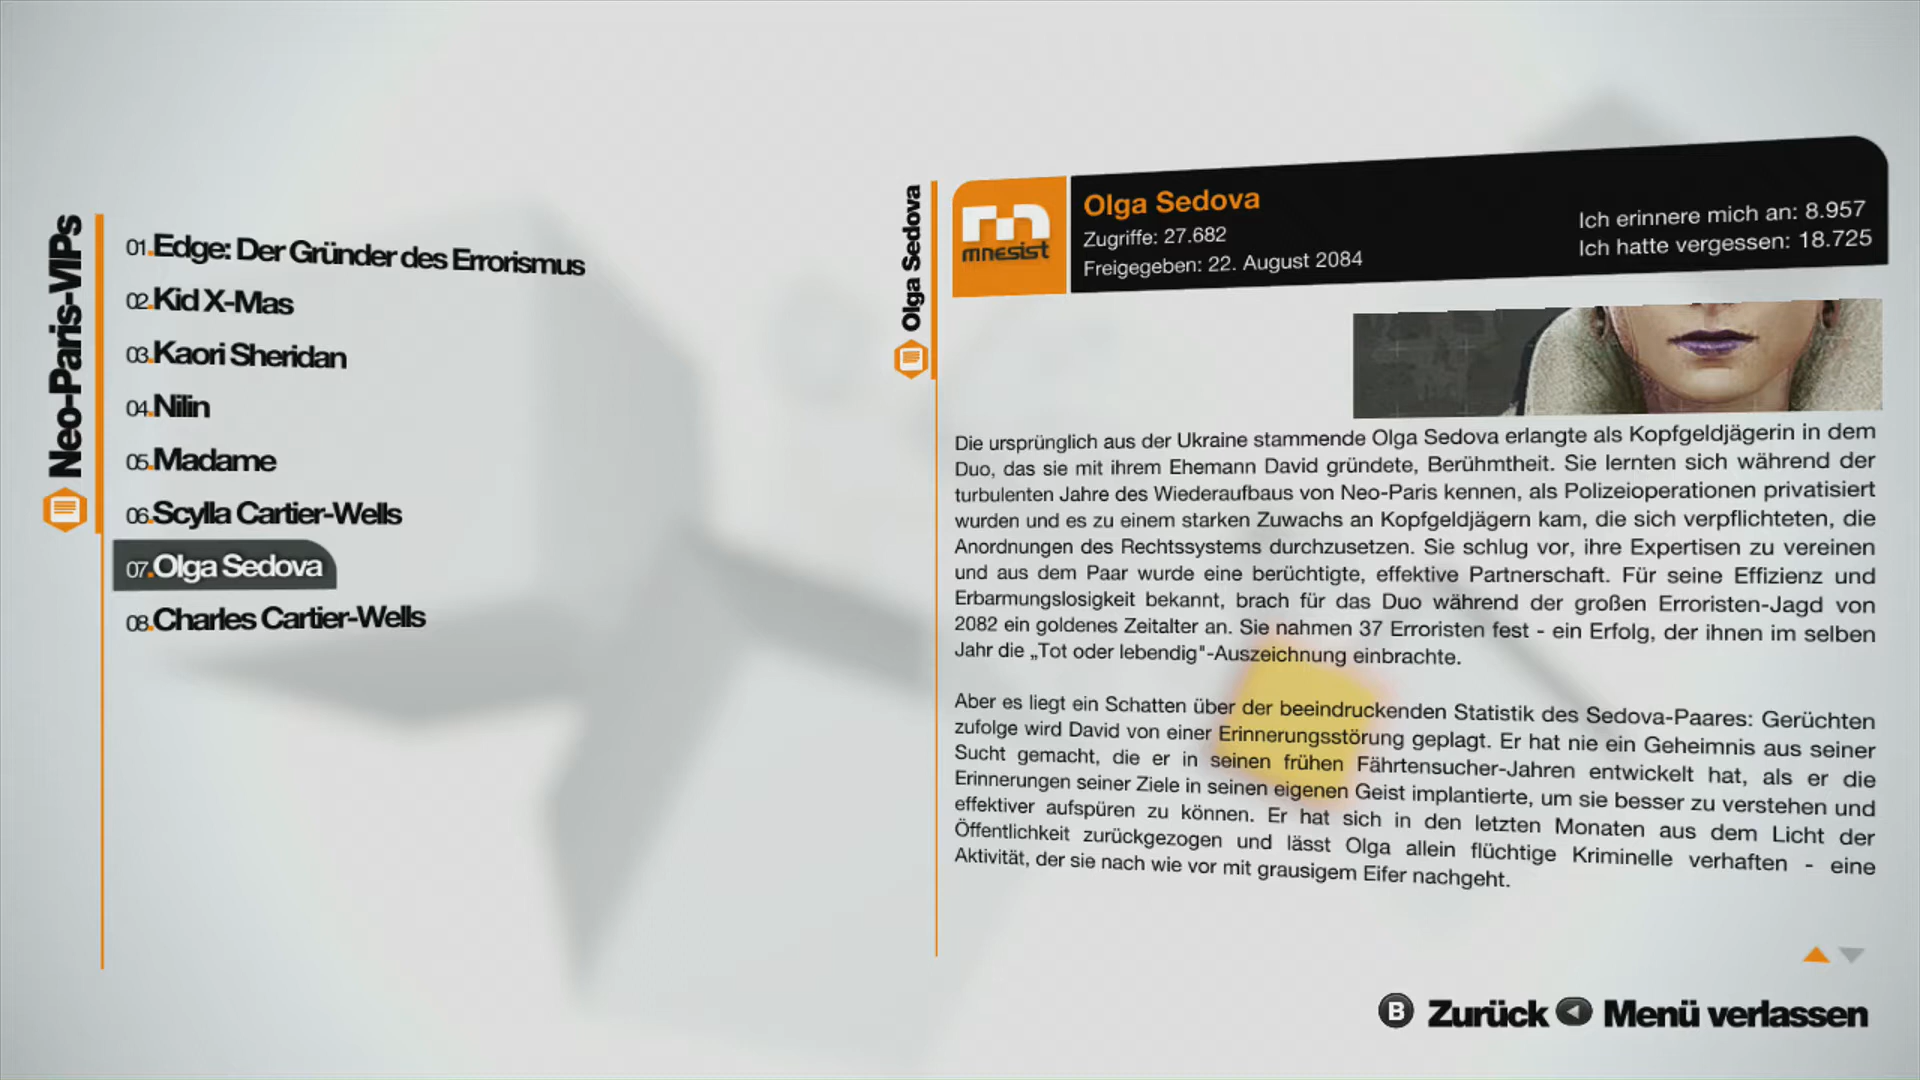 Neo-Paris-VIPs
01.Edge: Der Gründer des Errorismus
02.Kid X-Mas
03.Kaori Sheridan
04.Nilin
05.Madame
06.Scylla Cartier-Wells
07.Olga Sedova
08.Charles Cartier-Wells
Olga Sedova
mnesist
Olga Sedova
Zugriffe: 27.682
Freigegeben: 22. August 2084
Ich erinnere mich an: 8.957
Ich hatte vergessen: 18.725
Die ursprünglich aus der Ukraine stammende Olga Sedova erlangte als Kopfgeldjägerin in dem
Duo, das sie mit ihrem Ehemann David gründete, Berühmtheit. Sie lernten sich während der
turbulenten Jahre des Wiederaufbaus von Neo-Paris kennen, als Polizeioperationen privatisiert
wurden und es zu einem starken Zuwachs an Kopfgeldjägern kam, die sich verpflichteten, die
Anordnungen des Rechtssystems durchzusetzen. Sie schlug vor, ihre Expertisen zu vereinen
und aus dem Paar wurde eine berüchtigte, effektive Partnerschaft. Für seine Effizienz und
Erbarmungslosigkeit bekannt, brach für das Duo während der großen Erroristen-Jagd von
2082 ein goldenes Zeitalter an. Sie nahmen 37 Erroristen fest - ein Erfolg, der ihnen im selben
Jahr die „Tot oder lebendig"-Auszeichnung einbrachte.
Aber es liegt ein Schatten über der beeindruckenden Statistik des Sedova-Paares: Gerüchten
zufolge wird David von einer Erinnerungsstörung geplagt. Er hat nie ein Geheimnis aus seiner
Sucht gemacht, die er in seinen frühen Fährtensucher-Jahren entwickelt hat, als er die
Erinnerungen seiner Ziele in seinen eigenen Geist implantierte, um sie besser zu verstehen und
effektiver aufspüren zu können. Er hat sich in den letzten Monaten aus dem Licht der
Öffentlichkeit zurückgezogen und lässt Olga allein flüchtige Kriminelle verhaften - eine
Aktivität, der sie nach wie vor mit grausigem Eifer nachgeht.
B Zurück Menü verlassen